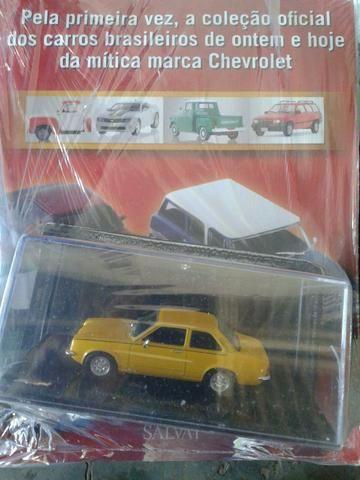 Pela primeira vez, a coleção oficial
dos carros brasileiros de ontem e hoje
da mítica marca Chevrolet
SALVAT